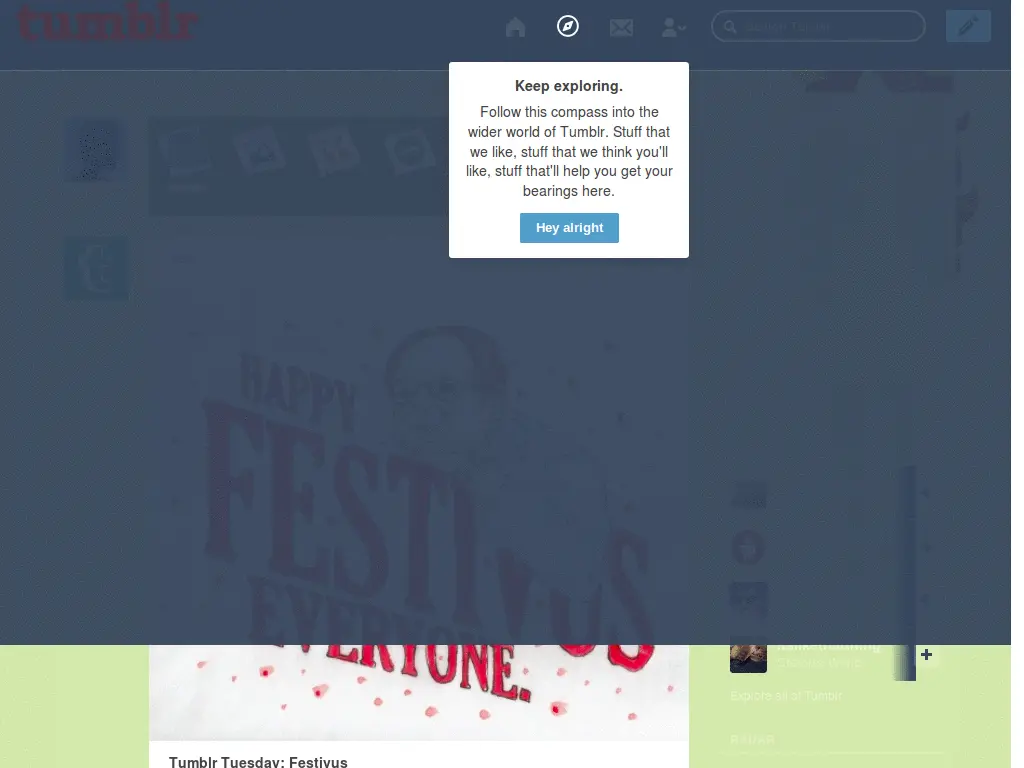 tumblr
Search Tumblr
Keep exploring.
Follow this compass into the
wider world of Tumblr. Stuff that
we like, stuff that we think you'll
like, stuff that'll help you get your
bearings here.
Hey alright
HAPPY
FESTIVUS
EVERYONE.
Explore all of Tumblr
RADAR
Tumblr Tuesday: Festivus